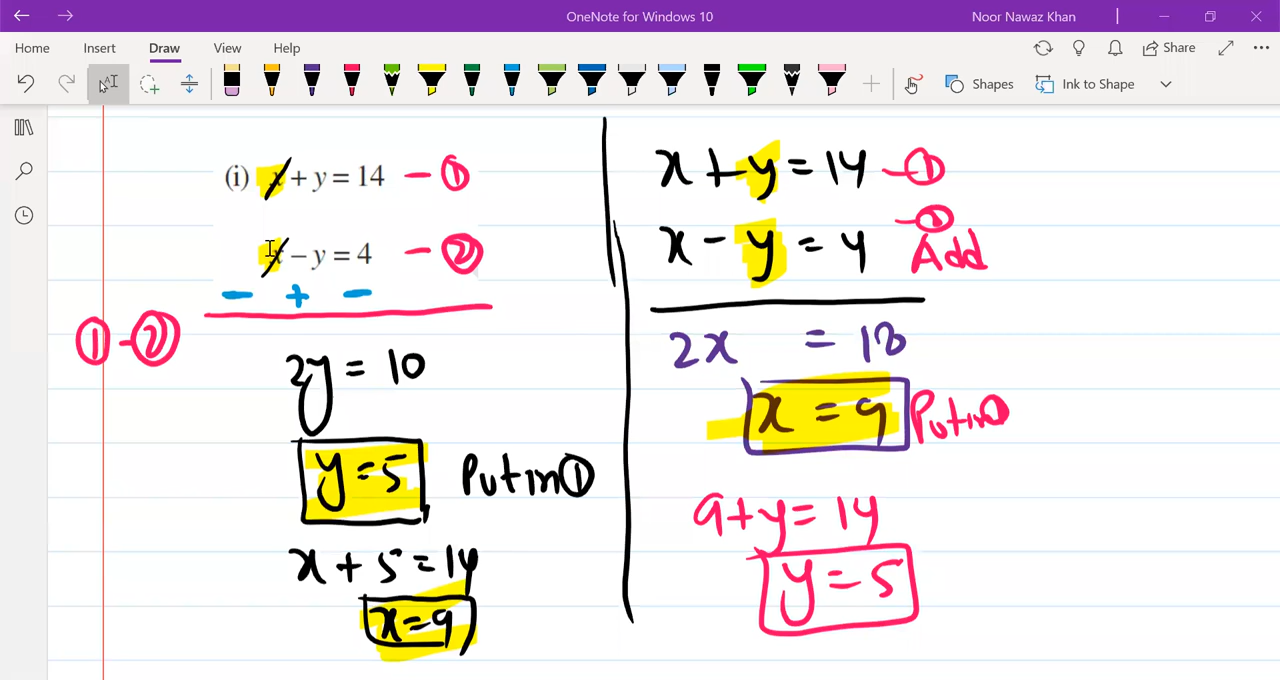 OneNote for Windows 10
Noor Nawaz Khan
Home Insert Draw View Help
Share
Shapes
Ink to Shape
(i) x + y = 14 - ①
x - y = 4 - ②
- + -
① - ②
2y = 10
y = 5 Put in ①
x + 5 = 14
x = 9
x + y = 14 - ①
x - y = 4 - ②
Add
2x = 18
x = 9 Put in ①
9 + y = 14
y = 5